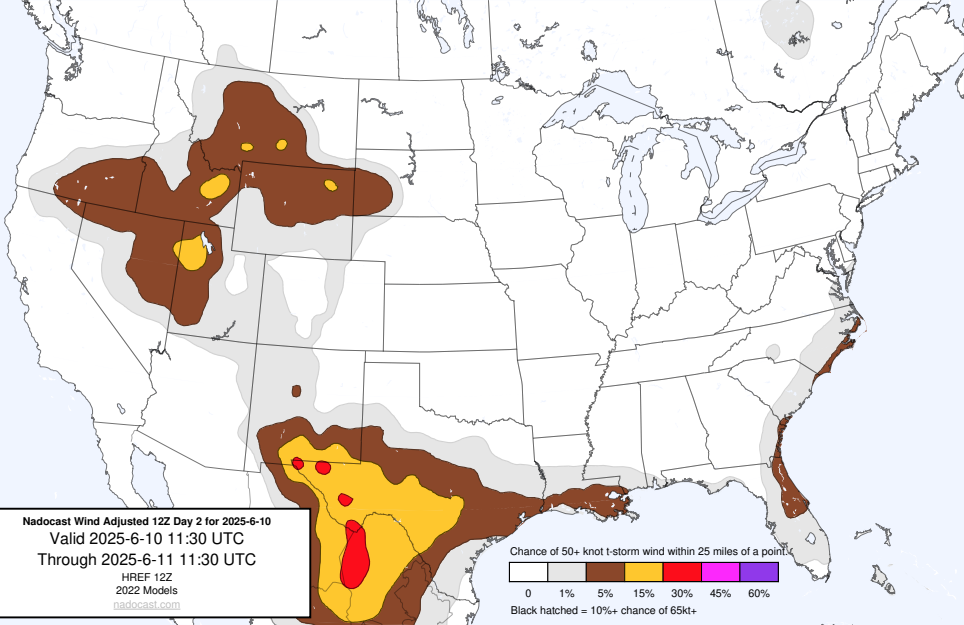 Nadocast Wind Adjusted 12Z Day 2 for 2025-6-10
Valid 2025-6-10 11:30 UTC
Through 2025-6-11 11:30 UTC
HREF 12Z
2022 Models
nadocast.com
Chance of 50+ knot t-storm wind within 25 miles of a point.
0 1% 5% 15% 30% 45% 60%
Black hatched = 10%+ chance of 65kt+